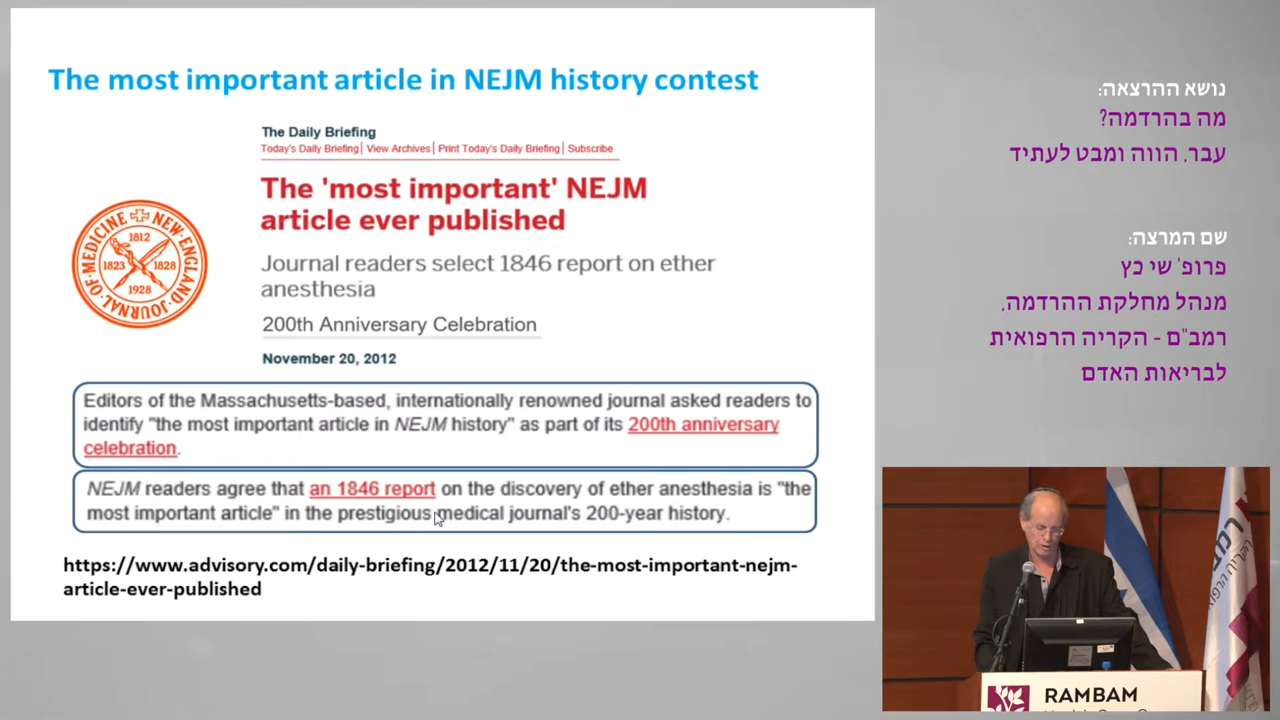 The most important article in NEJM history contest
The Daily Briefing
Today's Daily Briefing| View Archives| Print Today's Daily Briefing| Subscribe
The 'most important' NEJM
article ever published
Journal readers select 1846 report on ether
anesthesia
200th Anniversary Celebration
November 20, 2012
NEW ENGLAND JOURNAL OF MEDICINE
1812
1823 1828
1928
Editors of the Massachusetts-based, internationally renowned journal asked readers to
identify "the most important article in NEJM history" as part of its 200th anniversary
celebration.
NEJM readers agree that an 1846 report on the discovery of ether anesthesia is "the
most important article" in the prestigious medical journal's 200-year history.
https://www.advisory.com/daily-briefing/2012/11/20/the-most-important-nejm-
article-ever-published
נושא ההרצאה:
מה בהרדמה?
עבר, הווה ומבט לעתיד
שם המרצה:
פרופ' שי כץ
מנהל מחלקת ההרדמה,
רמב"ם - הקריה הרפואית
לבריאות האדם
RAMBAM